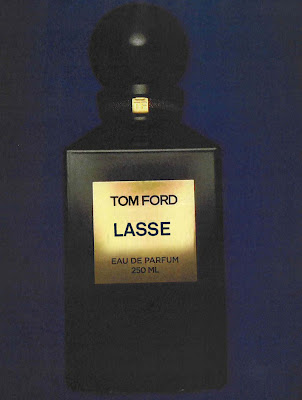 TOM FORD
LASSE
EAU DE PARFUM
250 ML